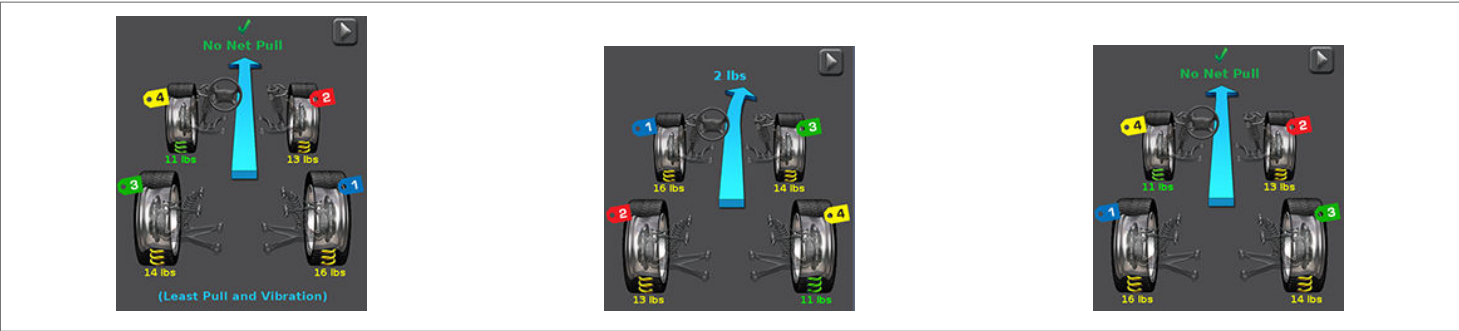 No Net Pull
4
2
11 lbs
13 lbs
3
1
14 lbs
16 lbs
(Least Pull and Vibration)
2 lbs
1
3
16 lbs
14 lbs
2
4
13 lbs
11 lbs
No Net Pull
4
2
11 lbs
13 lbs
1
3
16 lbs
14 lbs